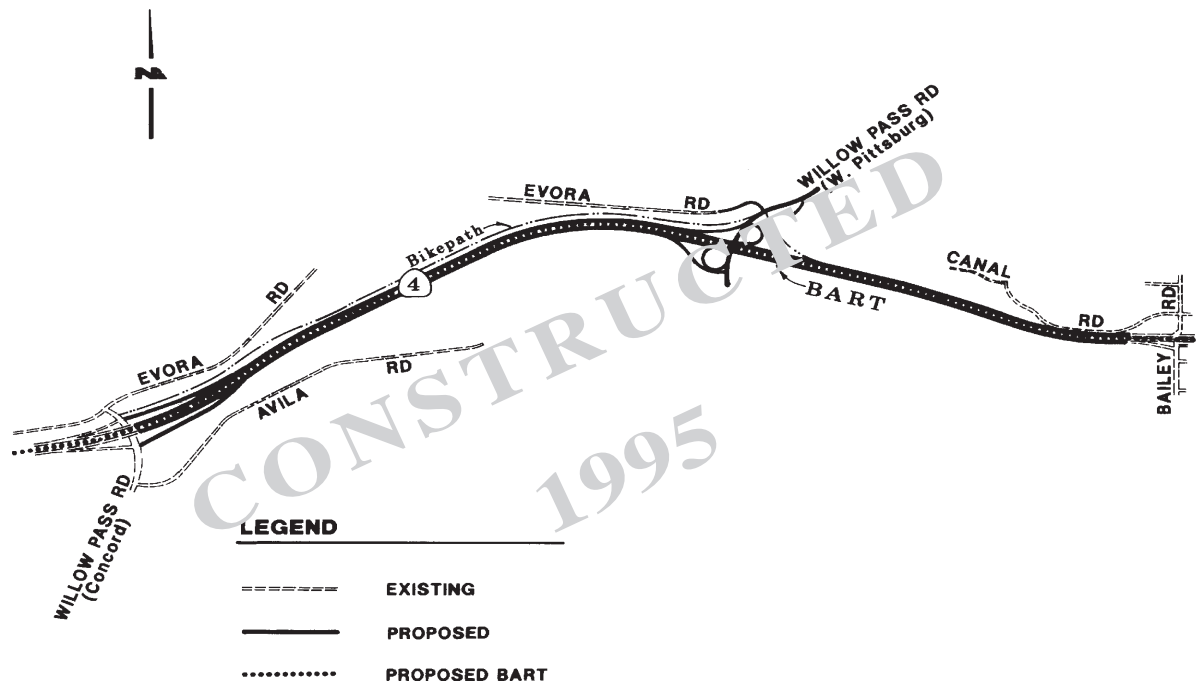 N
WILLOW PASS RD
(W. Pittsburg)
EVORA RD
Bikepath
4
CANAL RD
BART
EVORA RD
AVILA RD
BAILEY RD
WILLOW PASS RD
(Concord)
CONSTRUCTED
1995
LEGEND
EXISTING
PROPOSED
PROPOSED BART